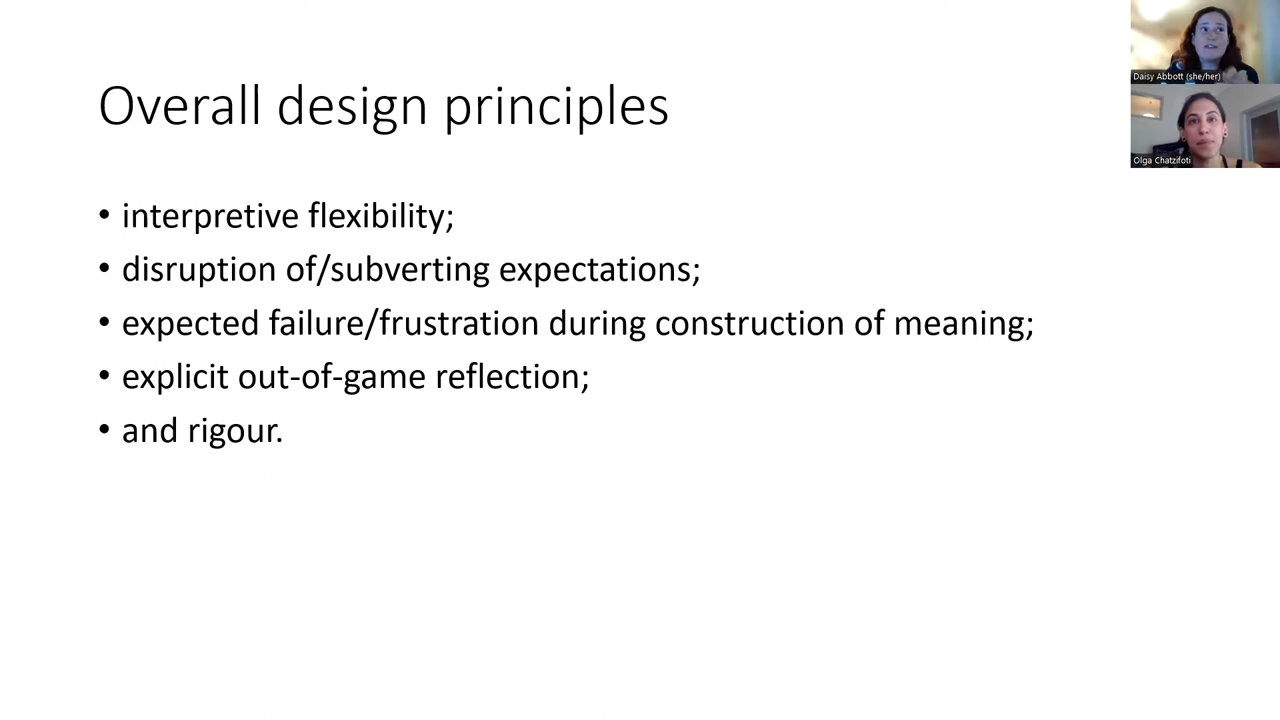 Overall design principles
• interpretive flexibility;
• disruption of/subverting expectations;
• expected failure/frustration during construction of meaning;
• explicit out-of-game reflection;
• and rigour.
Daisy Abbott (she/her)
Olga Chatzifoti